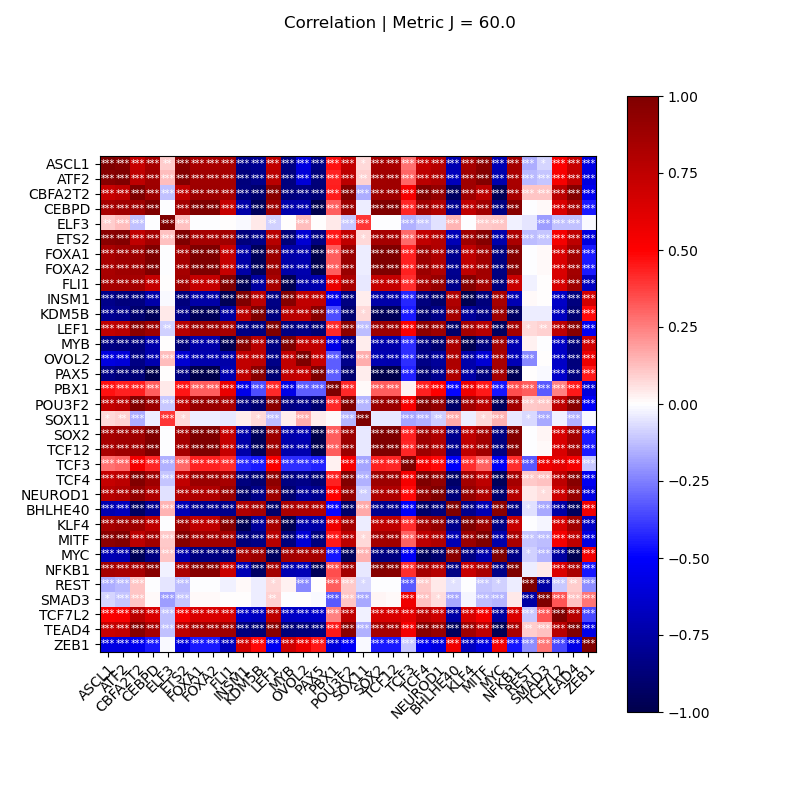 Correlation | Metric J = 60.0
ASCL1
ATF2
CBFA2T2
CEBPD
ELF3
ETS2
FOXA1
FOXA2
FLI1
INSM1
KDM5B
LEF1
MYB
OVOL2
PAX5
PBX1
POU3F2
SOX11
SOX2
TCF12
TCF3
TCF4
NEUROD1
BHLHE40
KLF4
MITF
MYC
NFKB1
REST
SMAD3
TCF7L2
TEAD4
ZEB1
ASCL1
ATF2
CBFA2T2
CEBPD
ELF3
ETS2
FOXA1
FOXA2
FLI1
INSM1
KDM5B
LEF1
MYB
OVOL2
PAX5
PBX1
POU3F2
SOX11
SOX2
TCF12
TCF3
TCF4
NEUROD1
BHLHE40
KLF4
MITF
MYC
NFKB1
REST
SMAD3
TCF7L2
TEAD4
ZEB1
1.00
0.75
0.50
0.25
0.00
−0.25
−0.50
−0.75
−1.00